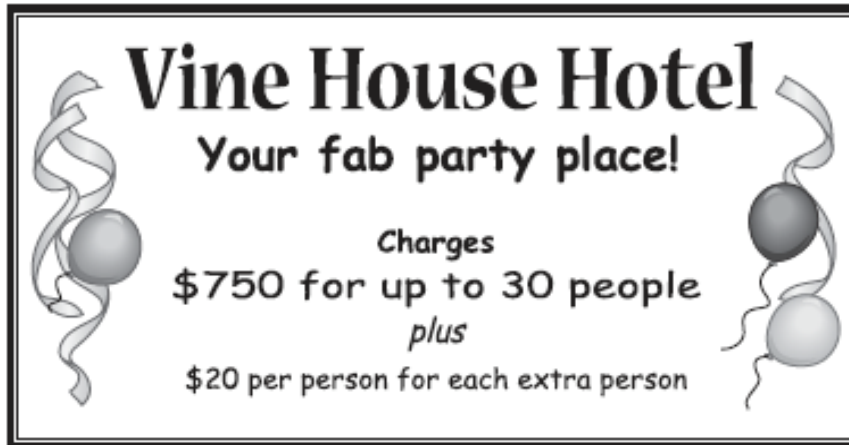 Vine House Hotel
Your fab party place!
Charges
$750 for up to 30 people
plus
$20 per person for each extra person